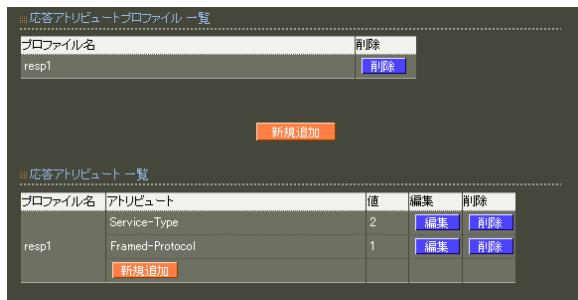 応答アトリビュートプロファイル 一覧
プロファイル名 削除
resp1 削除
新規追加
応答アトリビュート 一覧
プロファイル名 アトリビュート 値 編集 削除
Service-Type 2 編集 削除
resp1 Framed-Protocol 1 編集 削除
新規追加